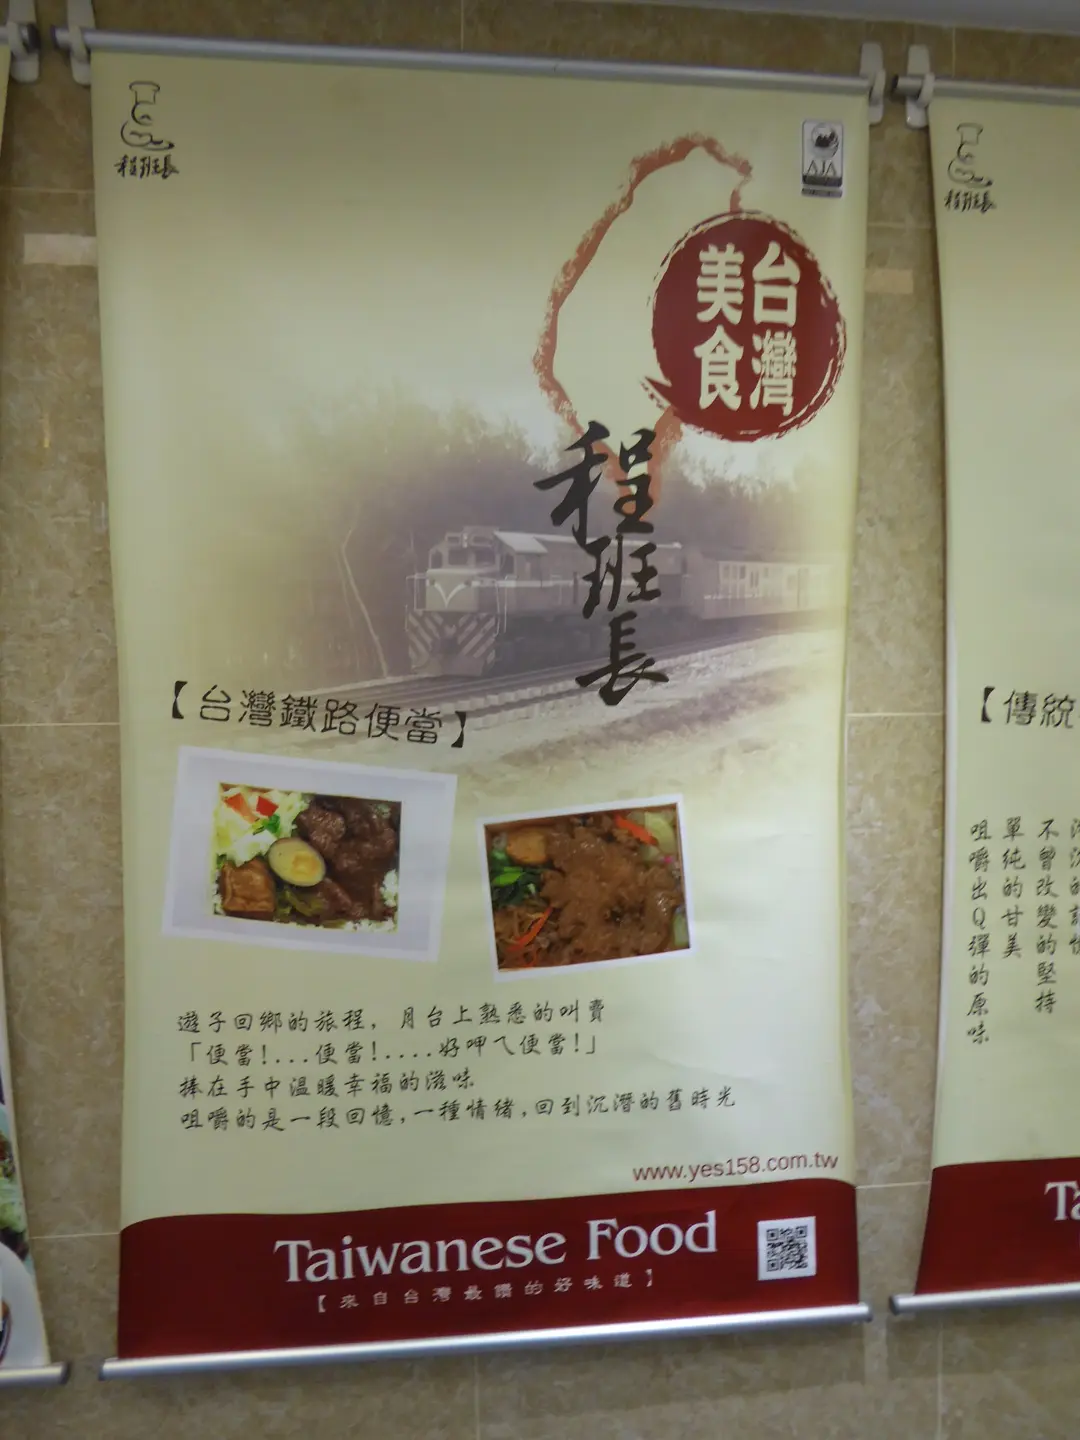 程班長
AJA
台灣
美食
程班長
【台灣鐵路便當】
遊子回鄉的旅程，月台上熟悉的叫賣
「便當！...便當！....好呷ㄟ便當！」
捧在手中溫暖幸福的滋味
咀嚼的是一段回憶，一種情緒，回到沉潛的舊時光
www.yes158.com.tw
Taiwanese Food
【來自台灣最讚的好味道】
程班長
【傳統
不曾改變的堅持
單純的甘美
咀嚼出Q彈的原味